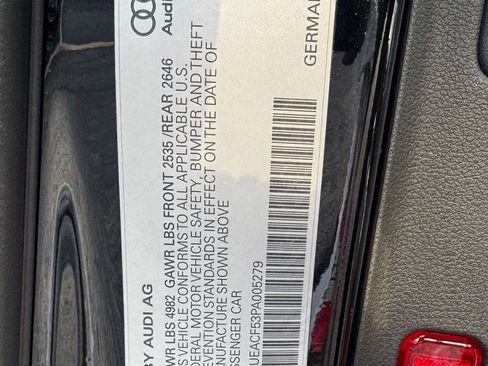 Audi
GERMANY
BY AUDI AG
GVWR LBS 4982 GAWR LBS FRONT 2535 /REAR 2646
THIS VEHICLE CONFORMS TO ALL APPLICABLE U.S.
FEDERAL MOTOR VEHICLE SAFETY, BUMPER AND THEFT
PREVENTION STANDARDS IN EFFECT ON THE DATE OF
MANUFACTURE SHOWN ABOVE
PASSENGER CAR
UEACF53PA005279